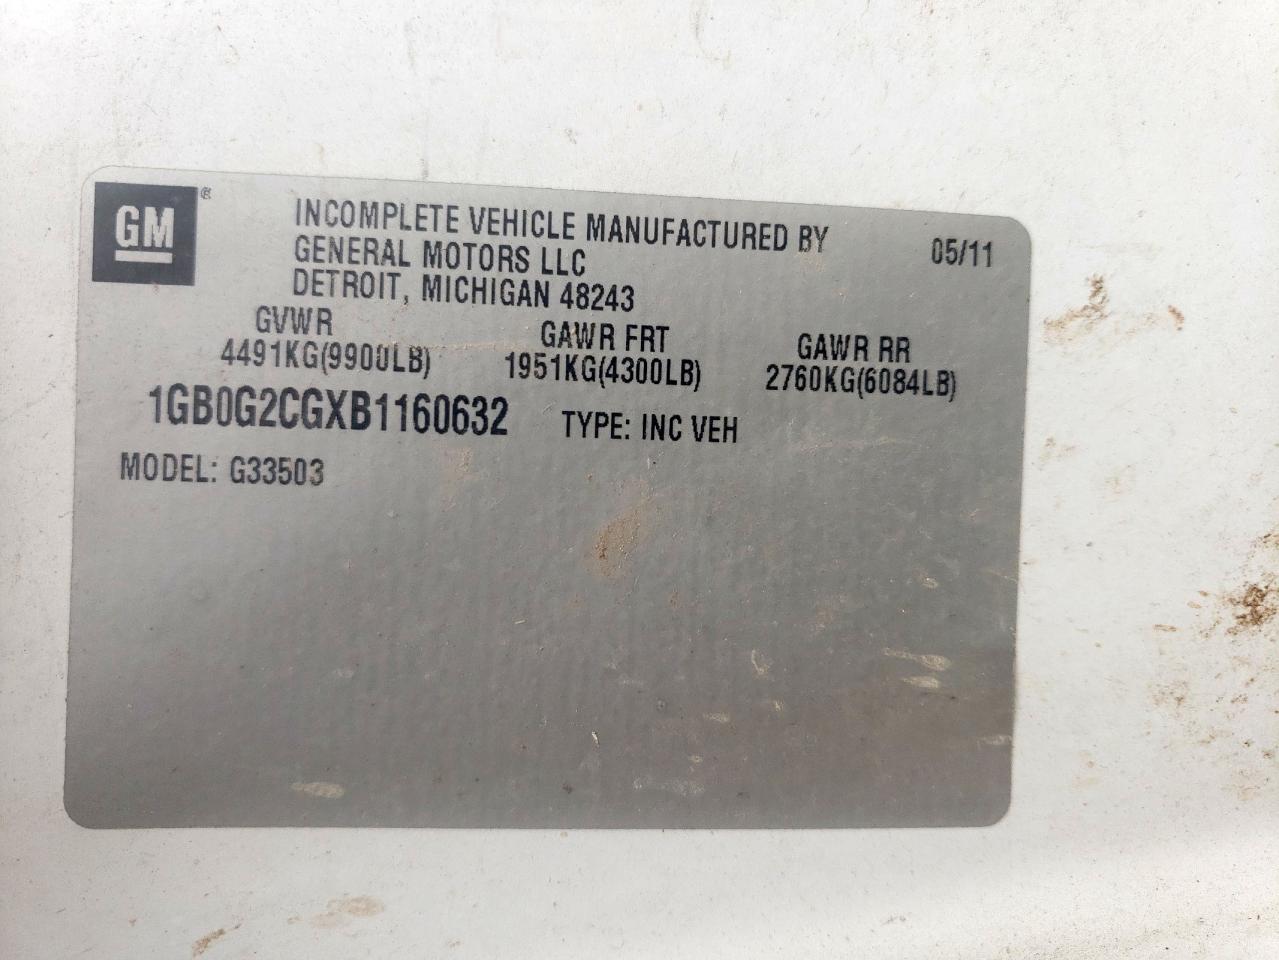 GM ®
INCOMPLETE VEHICLE MANUFACTURED BY
05/11
GENERAL MOTORS LLC
DETROIT, MICHIGAN 48243
GVWR GAWR FRT GAWR RR
4491KG(9900LB) 1951KG(4300LB) 2760KG(6084LB)
1GB0G2CGXB1160632 TYPE: INC VEH
MODEL: G33503